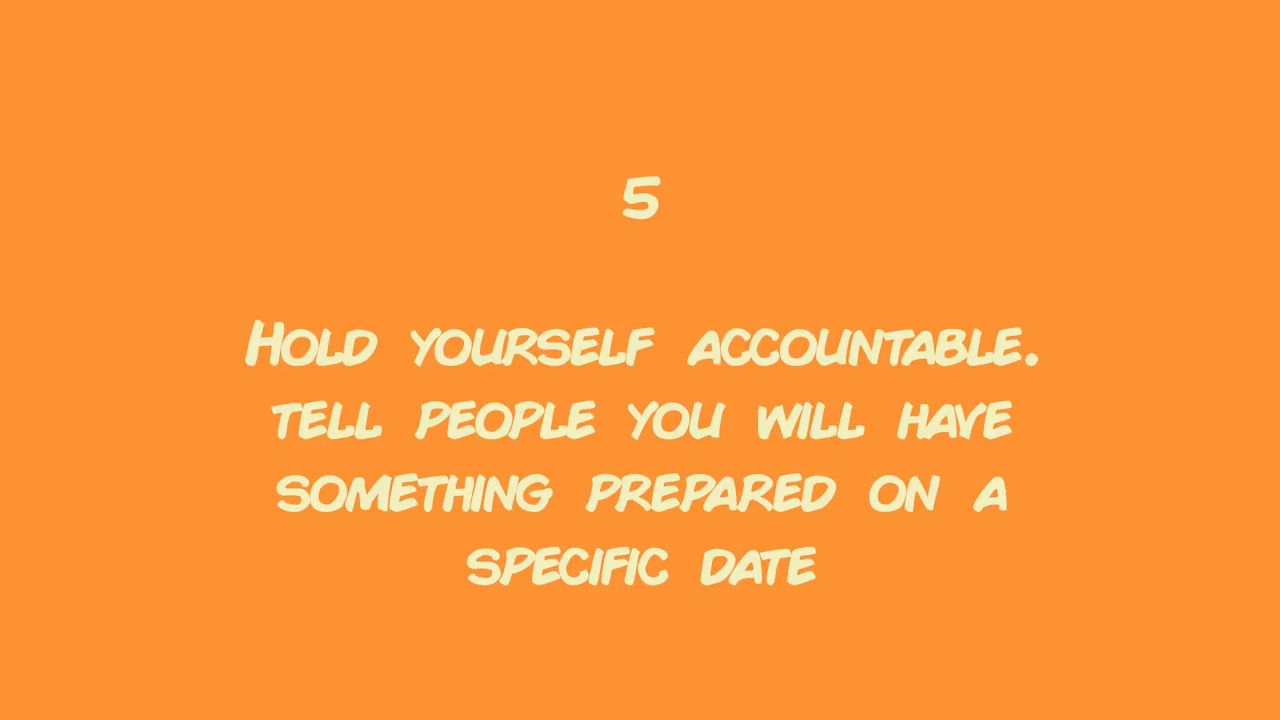 5
Hold yourself accountable.
tell people you will have
something prepared on a
specific date